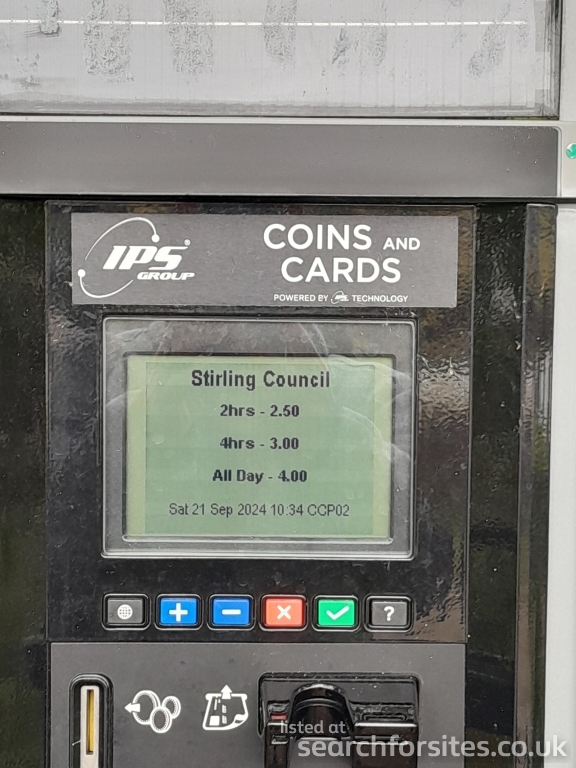 IPS®
GROUP
COINS AND
CARDS
POWERED BY IPS TECHNOLOGY
Stirling Council
2hrs - 2.50
4hrs - 3.00
All Day - 4.00
Sat 21 Sep 2024 10:34 CCP02
+ − × ✓ ?
listed at
searchforsites.co.uk